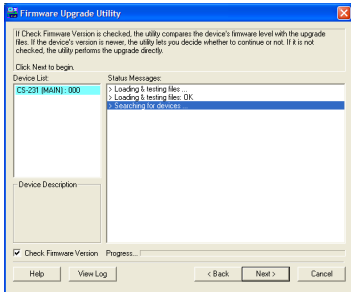 Firmware Upgrade Utility
If Check Firmware Version is checked, the utility compares the device's firmware level with the upgrade
files. If the device's version is newer, the utility lets you decide whether to continue or not. If it is not
checked, the utility performs the upgrade directly.
Click Next to begin.
Device List:
Status Messages:
CS-231 (MAIN) : 000
> Loading & testing files ...
> Loading & testing files: OK
> Searching for devices ...
Device Description
Check Firmware Version
Progress...
Help
View Log
< Back
Next >
Cancel